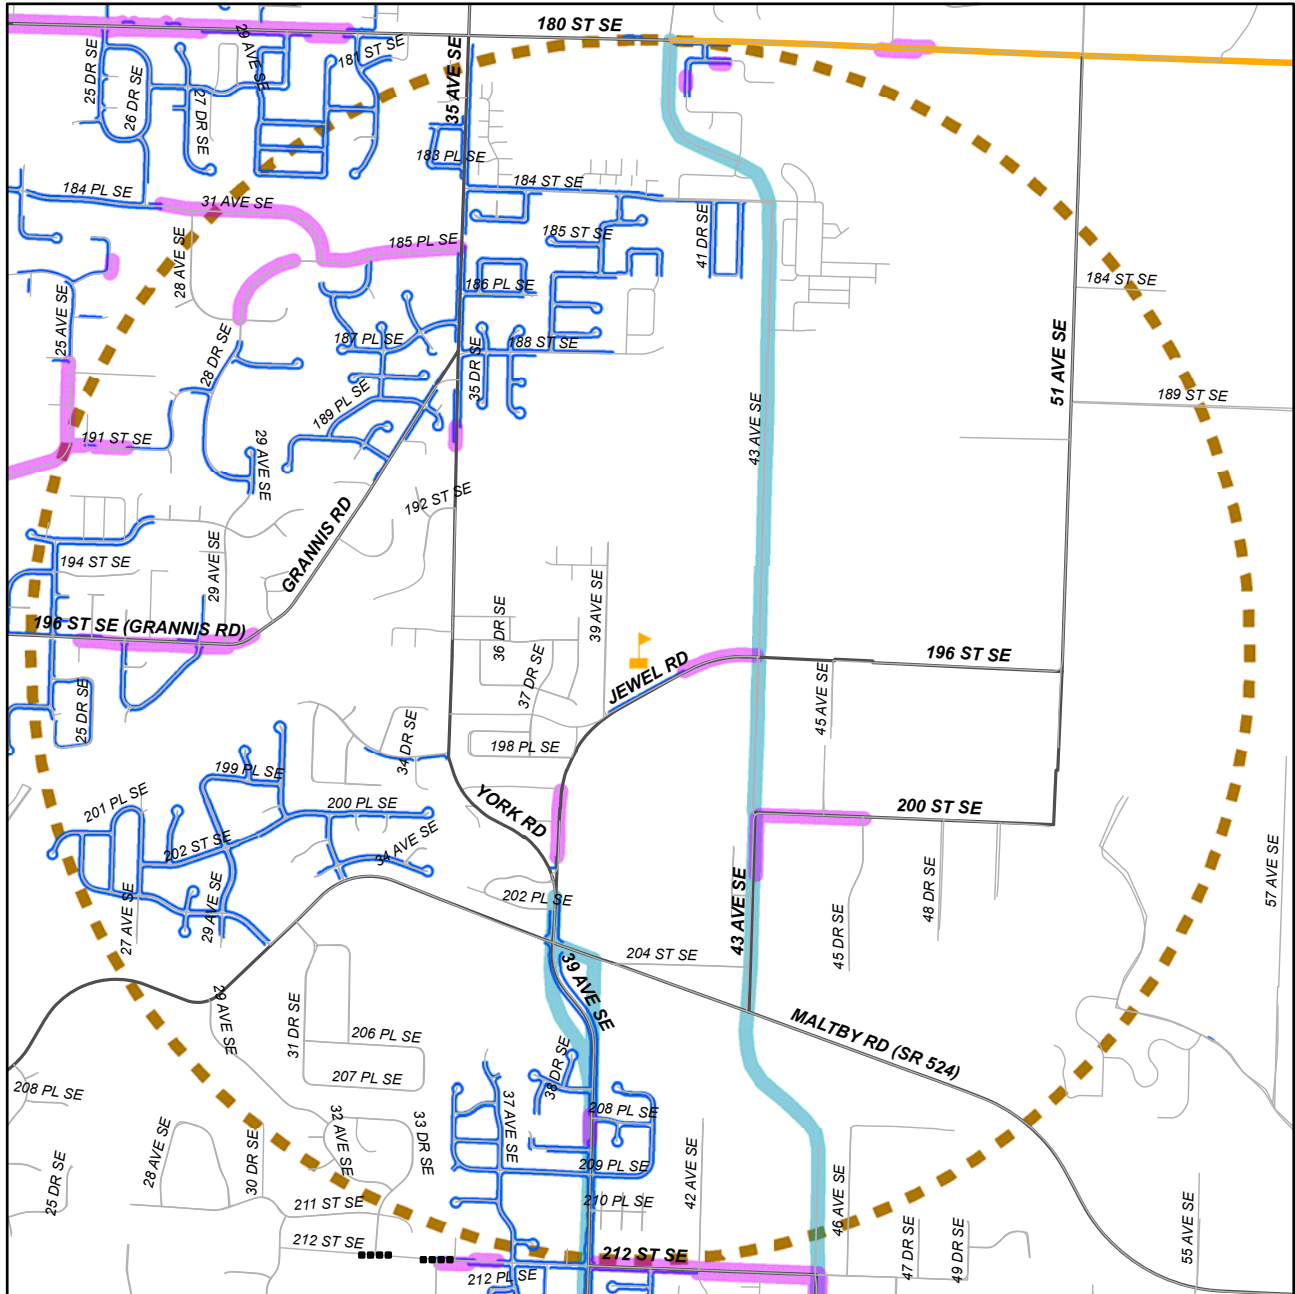 180 ST SE
25 DR SE
26 DR SE
29 AVE SE
27 DR SE
181 ST SE
35 AVE SE
183 PL SE
184 PL SE
31 AVE SE
184 ST SE
28 AVE SE
185 PL SE
185 ST SE
41 DR SE
184 ST SE
186 PL SE
25 AVE SE
28 DR SE
187 PL SE
35 DR SE
188 ST SE
51 AVE SE
189 PL SE
189 ST SE
43 AVE SE
191 ST SE
29 AVE SE
192 ST SE
GRANNIS RD
194 ST SE
29 AVE SE
39 AVE SE
36 DR SE
196 ST SE (GRANNIS RD)
37 DR SE
JEWEL RD
196 ST SE
25 DR SE
45 AVE SE
34 DR SE
198 PL SE
199 PL SE
201 PL SE
200 PL SE
YORK RD
200 ST SE
202 ST SE
34 AVE SE
57 AVE SE
27 AVE SE
29 AVE SE
202 PL SE
43 AVE SE
48 DR SE
45 DR SE
204 ST SE
39 AVE SE
29 AVE SE
31 DR SE
206 PL SE
MALTBY RD (SR 524)
207 PL SE
38 DR SE
208 PL SE
37 AVE SE
208 PL SE
28 AVE SE
30 DR SE
32 AVE SE
33 DR SE
25 DR SE
209 PL SE
42 AVE SE
46 AVE SE
210 PL SE
211 ST SE
55 AVE SE
212 ST SE
212 ST SE
47 DR SE
49 DR SE
212 PL SE